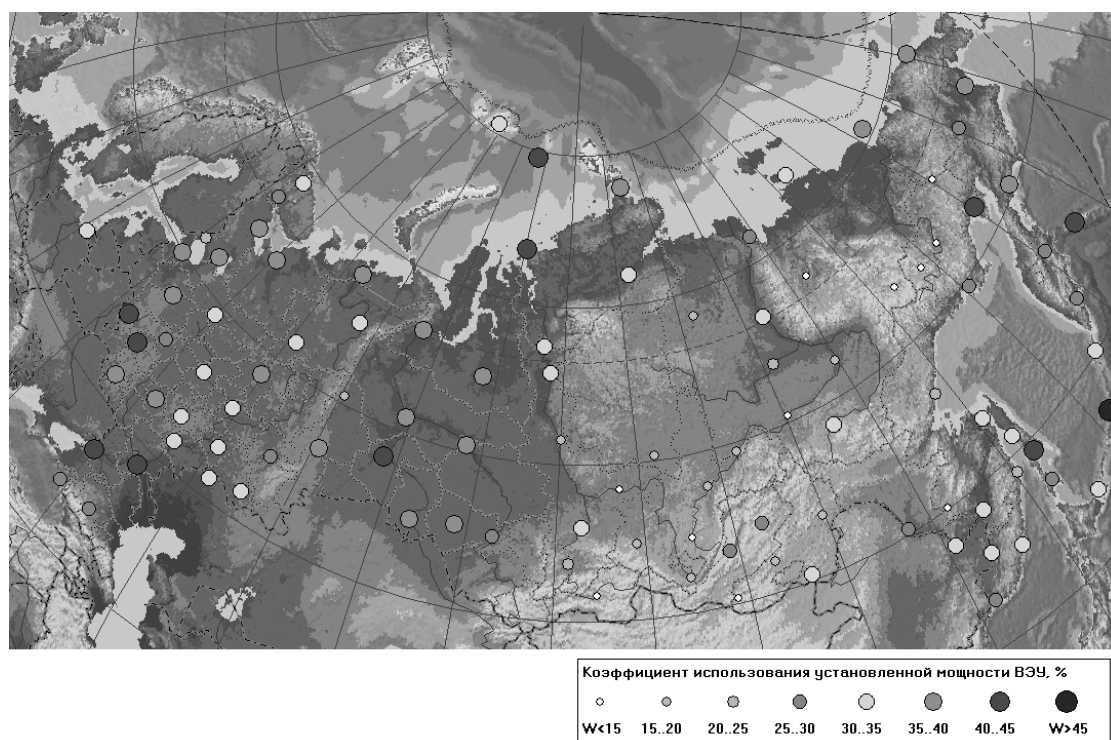 Коэффициент использования установленной мощности ВЭУ, %
W<15 15..20 20..25 25..30 30..35 35..40 40..45 W>45